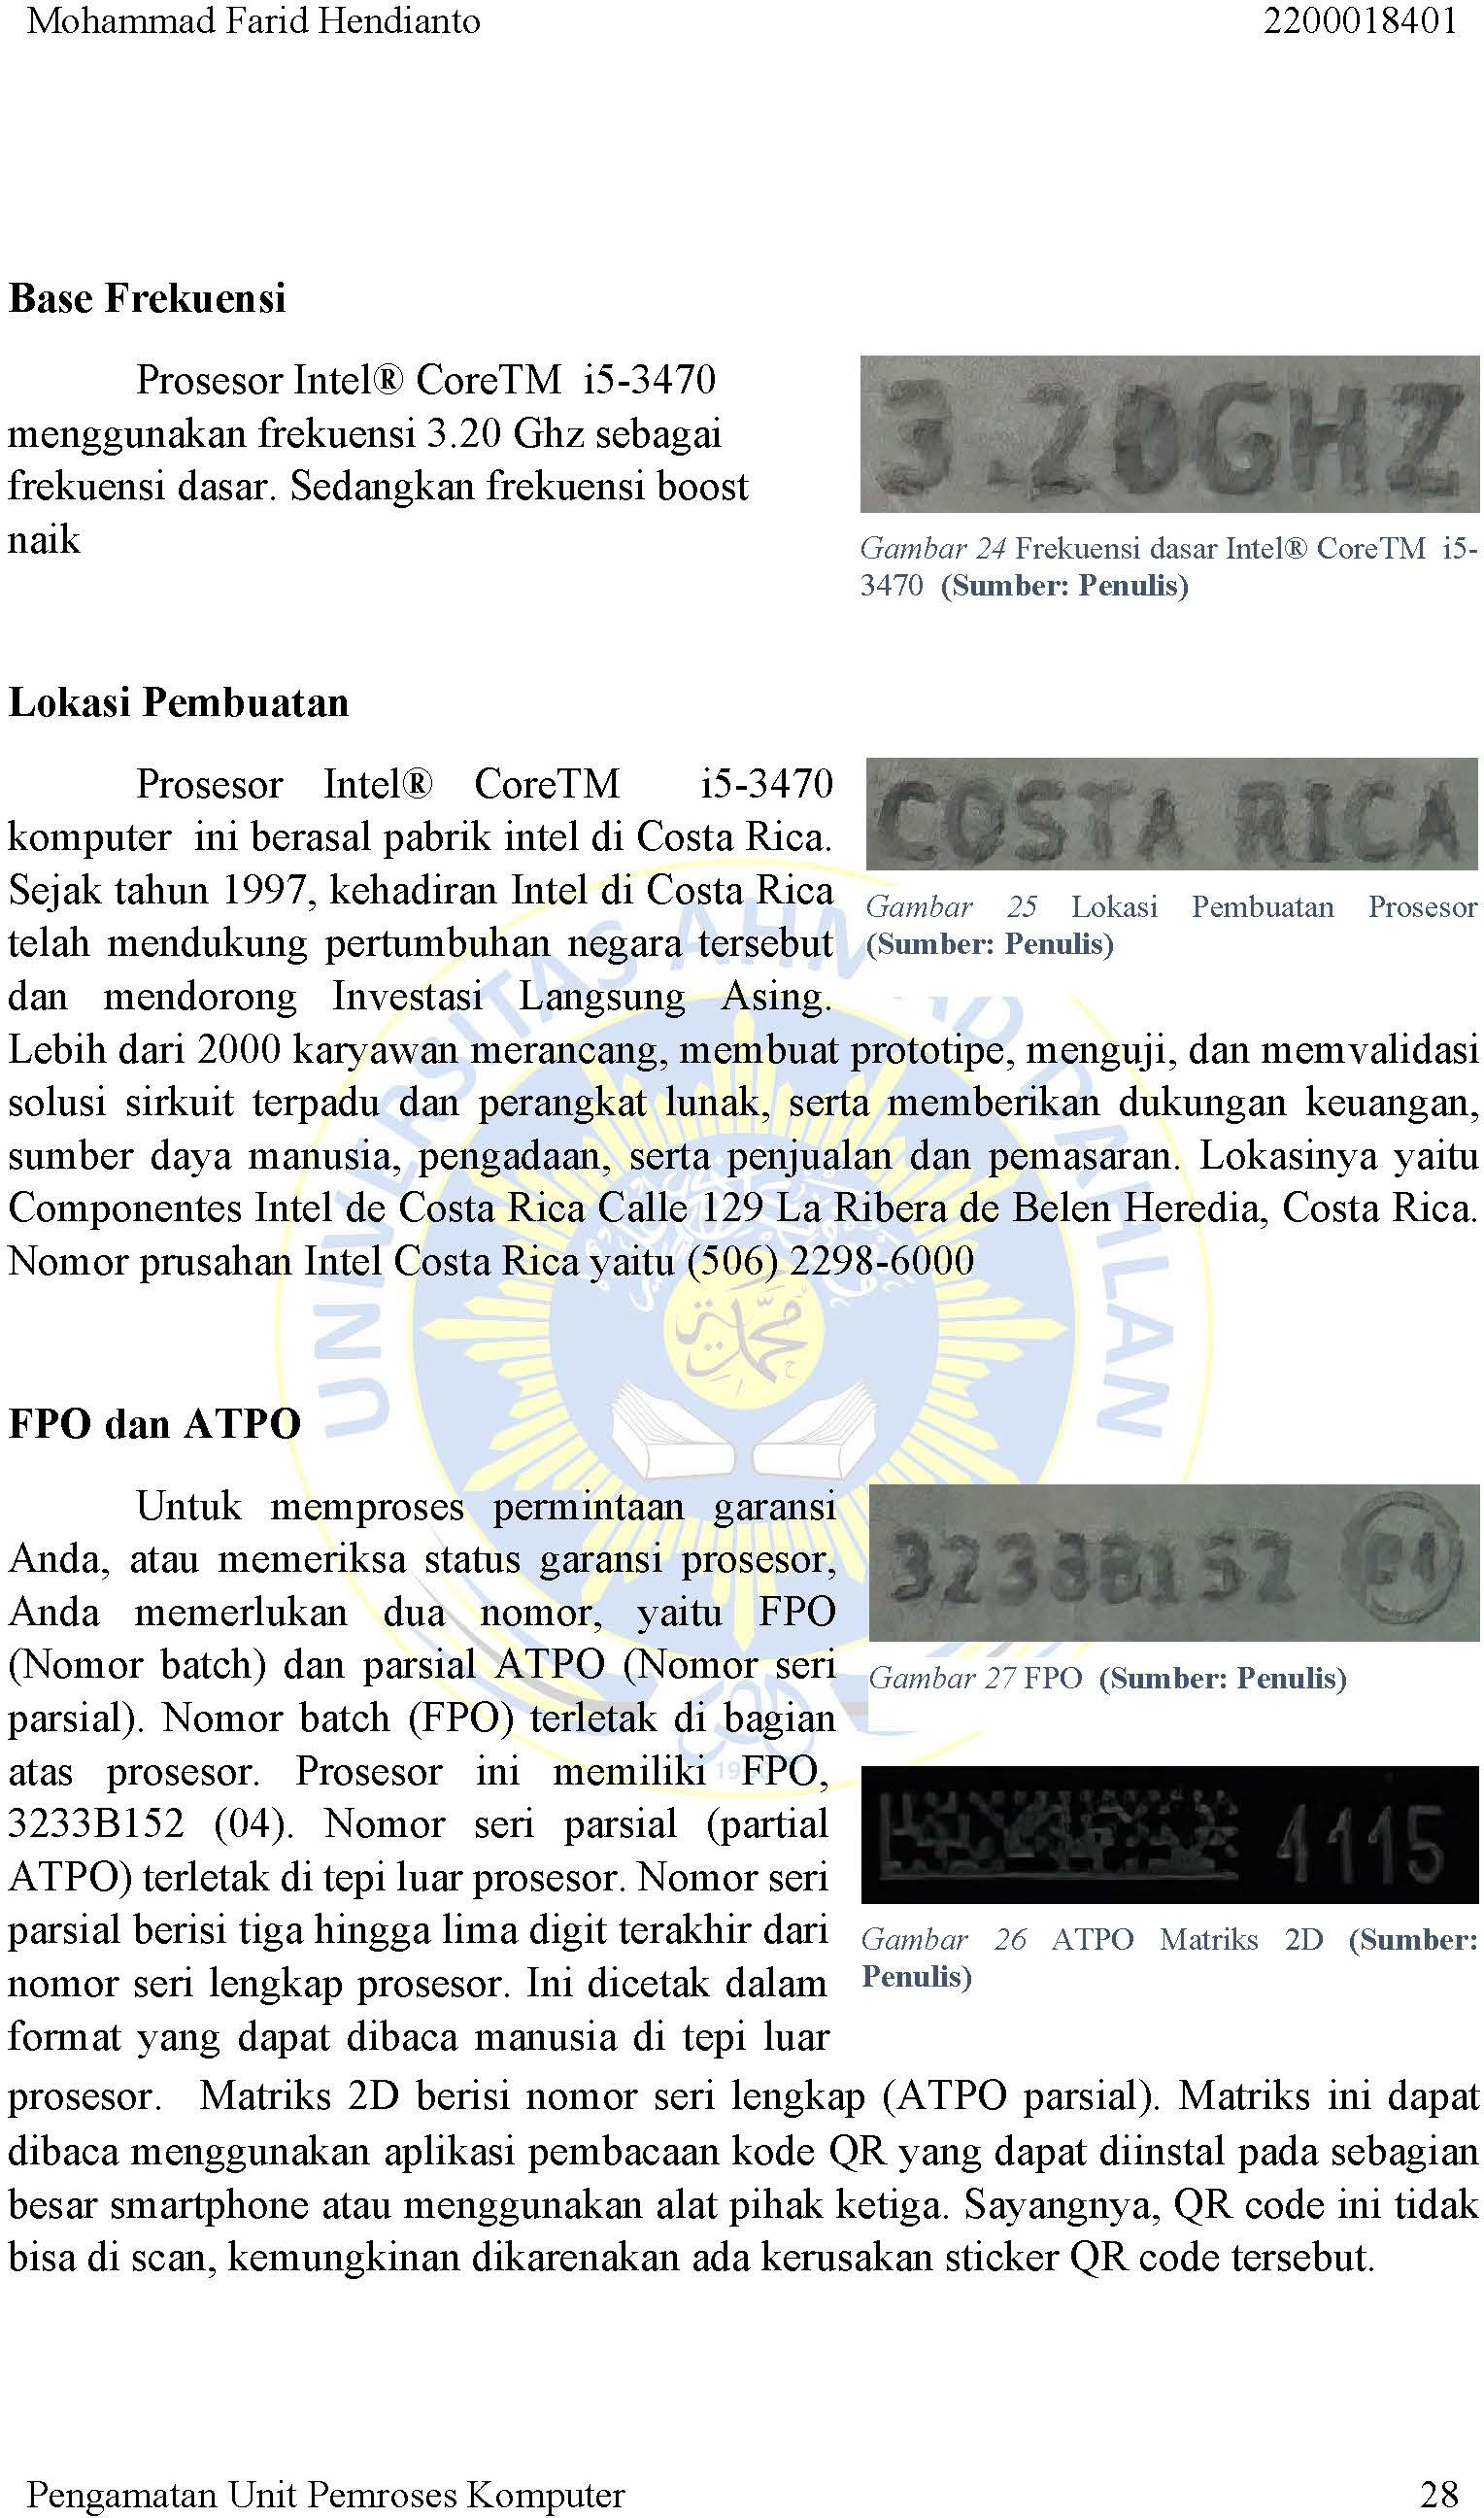 Mohammad Farid Hendianto 2200018401
Base Frekuensi
Prosesor Intel® CoreTM i5-3470
menggunakan frekuensi 3.20 Ghz sebagai
frekuensi dasar. Sedangkan frekuensi boost
naik
3.20GHZ
Gambar 24 Frekuensi dasar Intel® CoreTM i5-
3470 (Sumber: Penulis)
Lokasi Pembuatan
Prosesor Intel® CoreTM i5-3470
komputer ini berasal pabrik intel di Costa Rica.
Sejak tahun 1997, kehadiran Intel di Costa Rica
telah mendukung pertumbuhan negara tersebut
dan mendorong Investasi Langsung Asing.
COSTA RICA
Gambar 25 Lokasi Pembuatan Prosesor
(Sumber: Penulis)
Lebih dari 2000 karyawan merancang, membuat prototipe, menguji, dan memvalidasi
solusi sirkuit terpadu dan perangkat lunak, serta memberikan dukungan keuangan,
sumber daya manusia, pengadaan, serta penjualan dan pemasaran. Lokasinya yaitu
Componentes Intel de Costa Rica Calle 129 La Ribera de Belen Heredia, Costa Rica.
Nomor prusahan Intel Costa Rica yaitu (506) 2298-6000
UNIVERSITAS AHMAD DAHLAN
FPO dan ATPO
Untuk memproses permintaan garansi
Anda, atau memeriksa status garansi prosesor,
Anda memerlukan dua nomor, yaitu FPO
(Nomor batch) dan parsial ATPO (Nomor seri
parsial). Nomor batch (FPO) terletak di bagian
atas prosesor. Prosesor ini memiliki FPO,
3233B152 (04). Nomor seri parsial (partial
ATPO) terletak di tepi luar prosesor. Nomor seri
parsial berisi tiga hingga lima digit terakhir dari
nomor seri lengkap prosesor. Ini dicetak dalam
format yang dapat dibaca manusia di tepi luar
3233B152
Gambar 27 FPO (Sumber: Penulis)
4115
Gambar 26 ATPO Matriks 2D (Sumber:
Penulis)
prosesor. Matriks 2D berisi nomor seri lengkap (ATPO parsial). Matriks ini dapat
dibaca menggunakan aplikasi pembacaan kode QR yang dapat diinstal pada sebagian
besar smartphone atau menggunakan alat pihak ketiga. Sayangnya, QR code ini tidak
bisa di scan, kemungkinan dikarenakan ada kerusakan sticker QR code tersebut.
Pengamatan Unit Pemroses Komputer 28